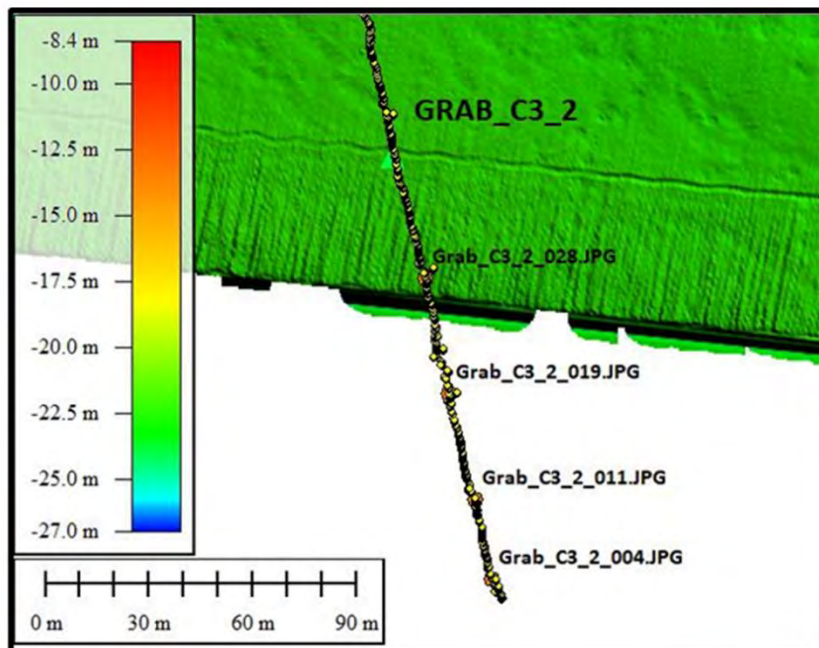 -8.4 m
-10.0 m
-12.5 m
-15.0 m
-17.5 m
-20.0 m
-22.5 m
-25.0 m
-27.0 m
GRAB_C3_2
Grab_C3_2_028.JPG
Grab_C3_2_019.JPG
Grab_C3_2_011.JPG
Grab_C3_2_004.JPG
0 m 30 m 60 m 90 m